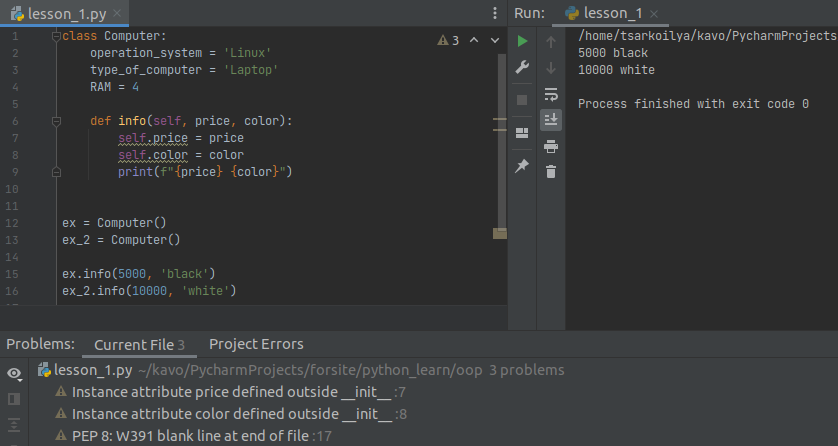 lesson_1.py
3
1 class Computer:
2 operation_system = 'Linux'
3 type_of_computer = 'Laptop'
4 RAM = 4
5
6 def info(self, price, color):
7 self.price = price
8 self.color = color
9 print(f"{price} {color}")
10
11
12 ex = Computer()
13 ex_2 = Computer()
14
15 ex.info(5000, 'black')
16 ex_2.info(10000, 'white')
Run: lesson_1
/home/tsarkoilya/kavo/PycharmProjects
5000 black
10000 white
Process finished with exit code 0
Problems: Current File 3 Project Errors
lesson_1.py ~/kavo/PycharmProjects/forsite/python_learn/oop 3 problems
Instance attribute price defined outside __init__ :7
Instance attribute color defined outside __init__ :8
PEP 8: W391 blank line at end of file :17